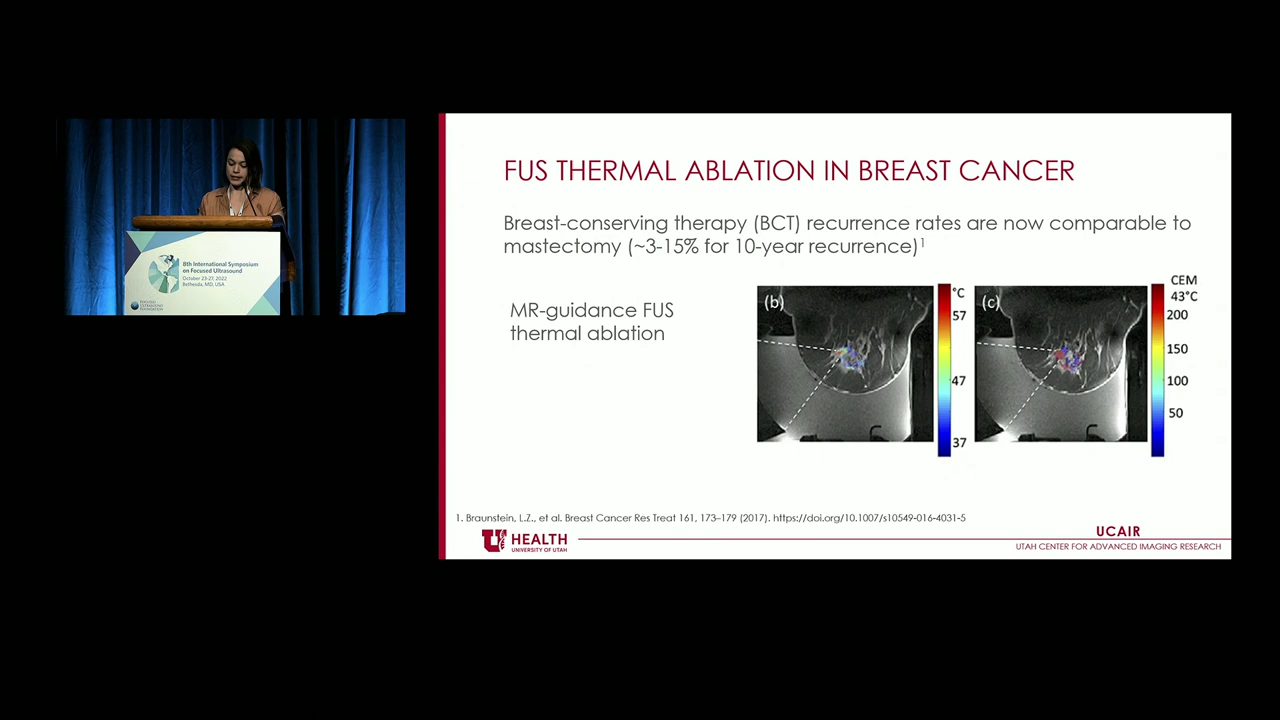 8th International Symposium
on Focused Ultrasound
October 23-27, 2022
Bethesda, MD, USA
FOCUSED
ULTRASOUND
FOUNDATION
FUS THERMAL ABLATION IN BREAST CANCER
Breast-conserving therapy (BCT) recurrence rates are now comparable to
mastectomy (~3-15% for 10-year recurrence)¹
MR-guidance FUS
thermal ablation
(b)
°C
57
47
37
(c)
CEM
43°C
200
150
100
50
1. Braunstein, L.Z., et al. Breast Cancer Res Treat 161, 173–179 (2017). https://doi.org/10.1007/s10549-016-4031-5
U HEALTH
UNIVERSITY OF UTAH
UCAIR
UTAH CENTER FOR ADVANCED IMAGING RESEARCH